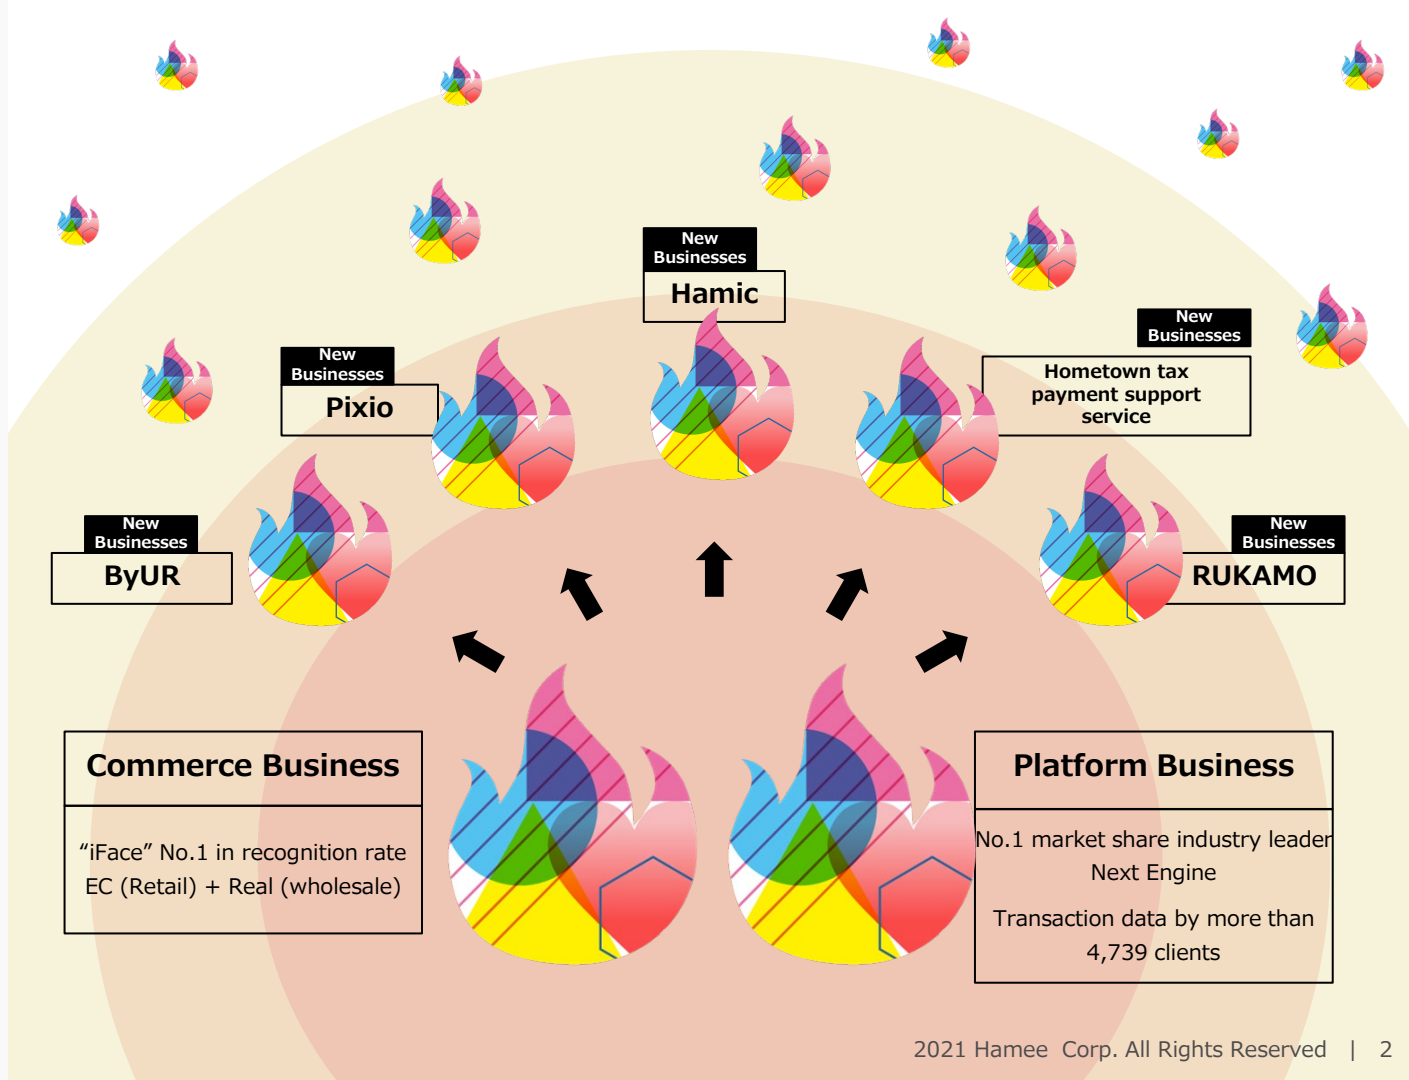 New
Businesses
Hamic
New
Businesses
Pixio
New
Businesses
Hometown tax
payment support
service
New
Businesses
ByUR
New
Businesses
RUKAMO
Commerce Business
“iFace” No.1 in recognition rate
EC (Retail) + Real (wholesale)
Platform Business
No.1 market share industry leader
Next Engine
Transaction data by more than
4,739 clients
2021 Hamee Corp. All Rights Reserved | 2